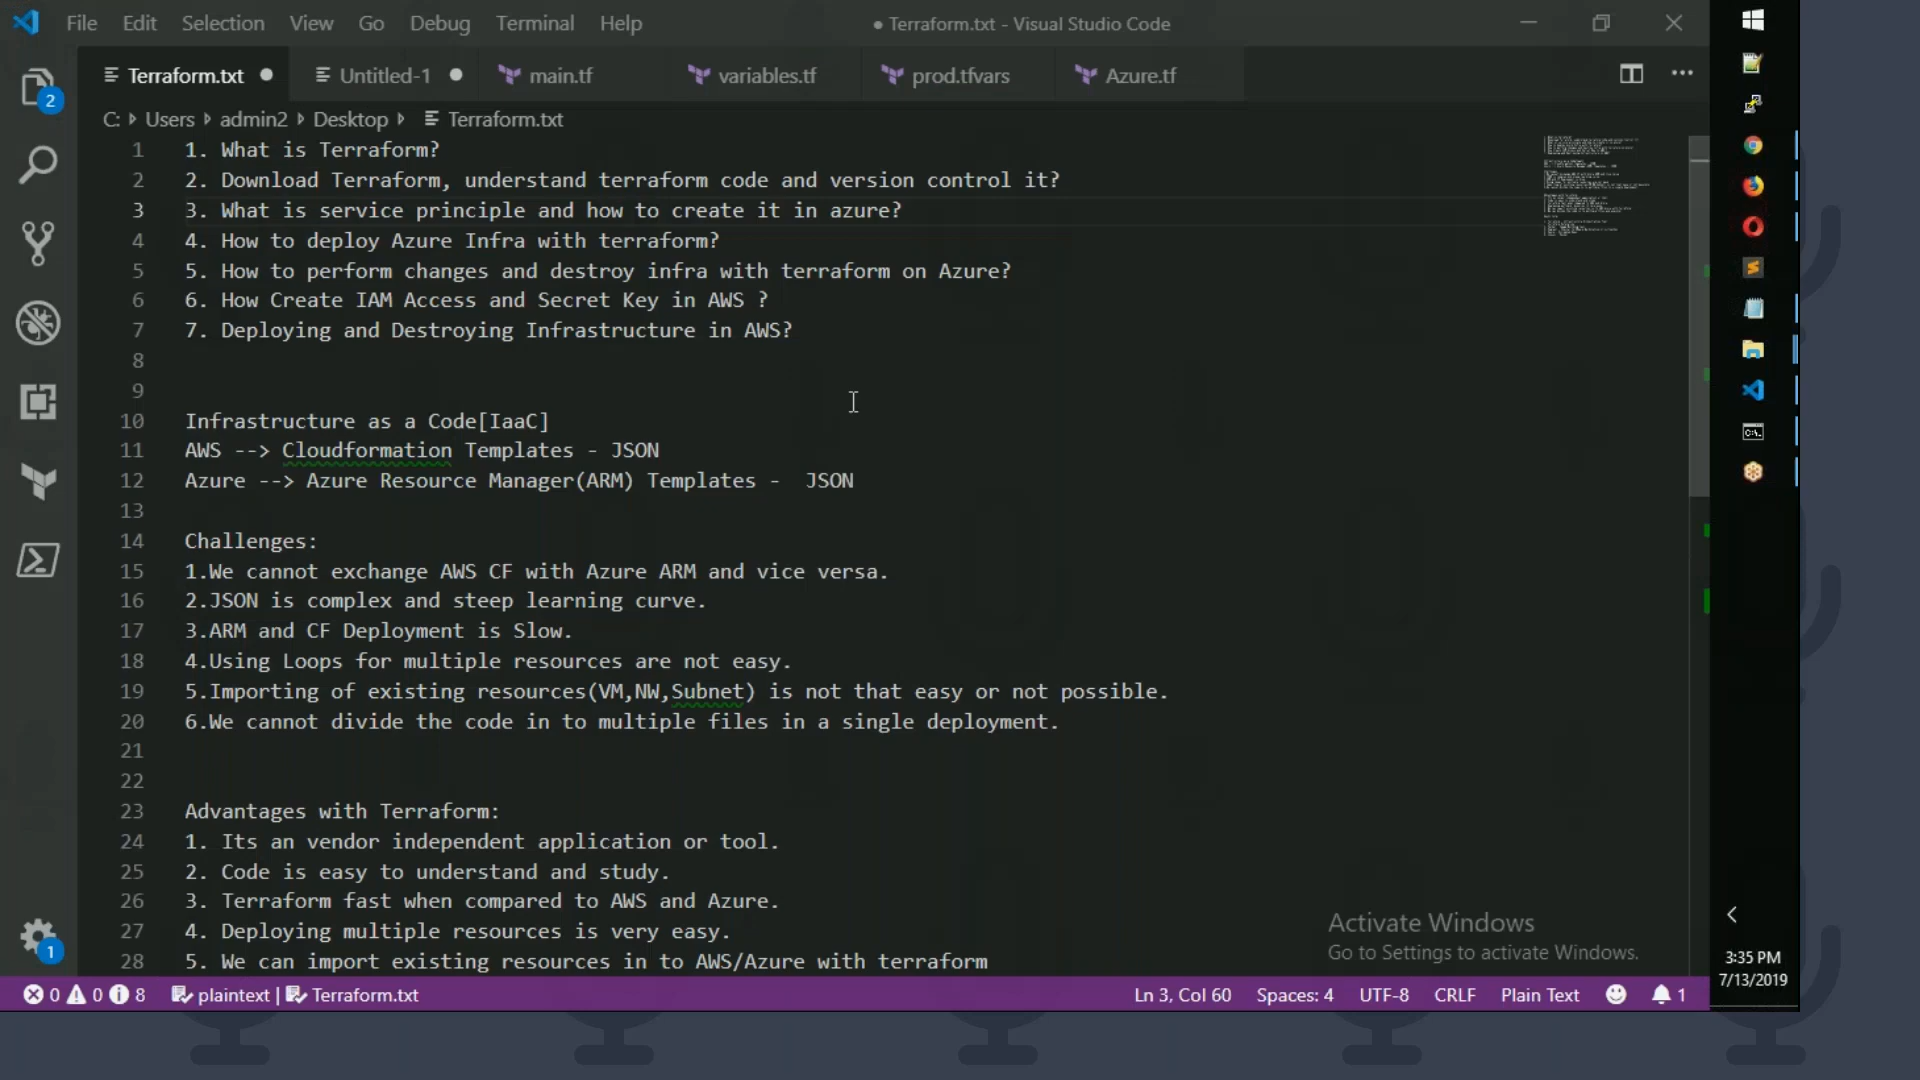 File Edit Selection View Go Debug Terminal Help
● Terraform.txt - Visual Studio Code
Terraform.txt Untitled-1 main.tf variables.tf prod.tfvars Azure.tf
C: Users admin2 Desktop Terraform.txt
1 1. What is Terraform?
2 2. Download Terraform, understand terraform code and version control it?
3 3. What is service principle and how to create it in azure?
4 4. How to deploy Azure Infra with terraform?
5 5. How to perform changes and destroy infra with terraform on Azure?
6 6. How Create IAM Access and Secret Key in AWS ?
7 7. Deploying and Destroying Infrastructure in AWS?
8
9
10 Infrastructure as a Code[IaaC]
11 AWS --> Cloudformation Templates - JSON
12 Azure --> Azure Resource Manager(ARM) Templates -  JSON
13
14 Challenges:
15 1.We cannot exchange AWS CF with Azure ARM and vice versa.
16 2.JSON is complex and steep learning curve.
17 3.ARM and CF Deployment is Slow.
18 4.Using Loops for multiple resources are not easy.
19 5.Importing of existing resources(VM,NW,Subnet) is not that easy or not possible.
20 6.We cannot divide the code in to multiple files in a single deployment.
21
22
23 Advantages with Terraform:
24 1. Its an vendor independent application or tool.
25 2. Code is easy to understand and study.
26 3. Terraform fast when compared to AWS and Azure.
27 4. Deploying multiple resources is very easy.
28 5. We can import existing resources in to AWS/Azure with terraform
2
1
Activate Windows
Go to Settings to activate Windows.
0 0 8 plaintext | Terraform.txt
Ln 3, Col 60 Spaces: 4 UTF-8 CRLF Plain Text 1
3:35 PM
7/13/2019